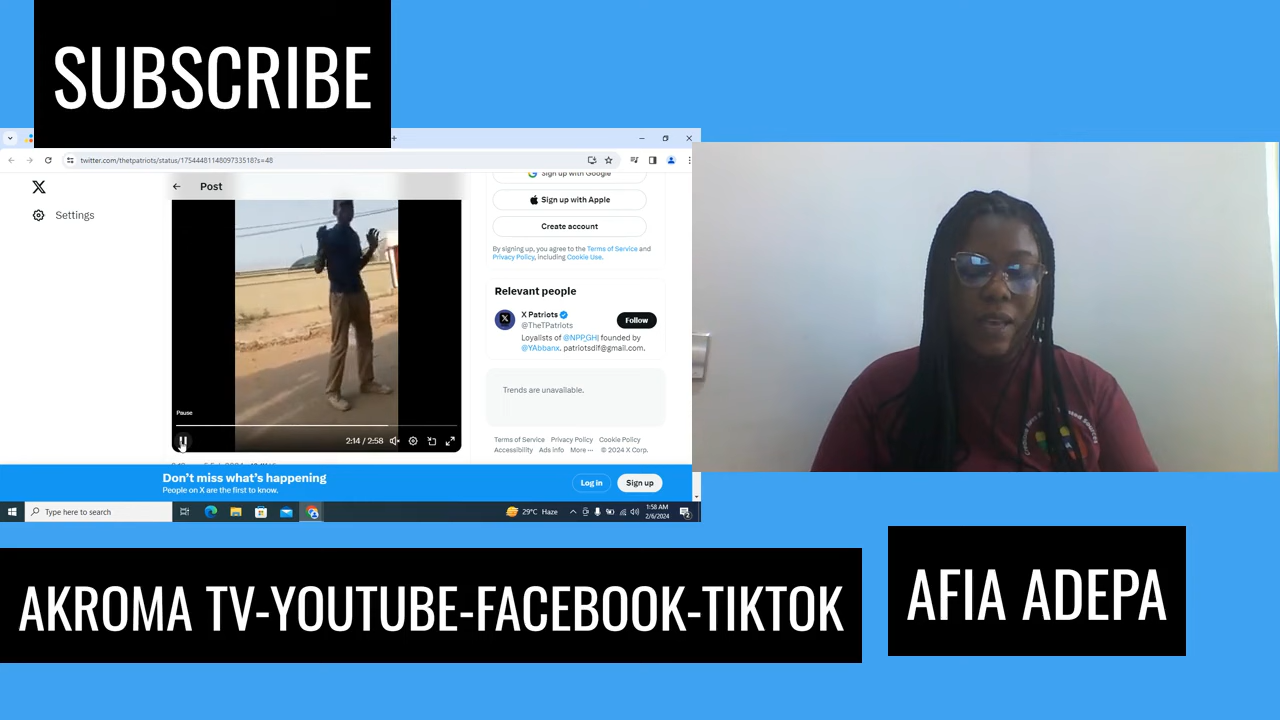 SUBSCRIBE
twitter.com/thetpatriots/status/1754448114809733518?s=48
Post
Settings
Sign up with Google
Sign up with Apple
Create account
By signing up, you agree to the Terms of Service and
Privacy Policy, including Cookie Use.
Relevant people
X Patriots
@TheTPatriots
Follow
Loyalists of @NPP_GH| founded
by @YAbbanx. patriotsdif@gmail.com.
Trends are unavailable.
Pause
2:14 / 2:58
Terms of Service Privacy Policy Cookie Policy
Accessibility Ads info More ··· © 2024 X Corp.
Don't miss what's happening
People on X are the first to know.
Log in
Sign up
Type here to search
29°C Haze
1:58 AM
2/6/2024
AKROMA TV-YOUTUBE-FACEBOOK-TIKTOK
AFIA ADEPA